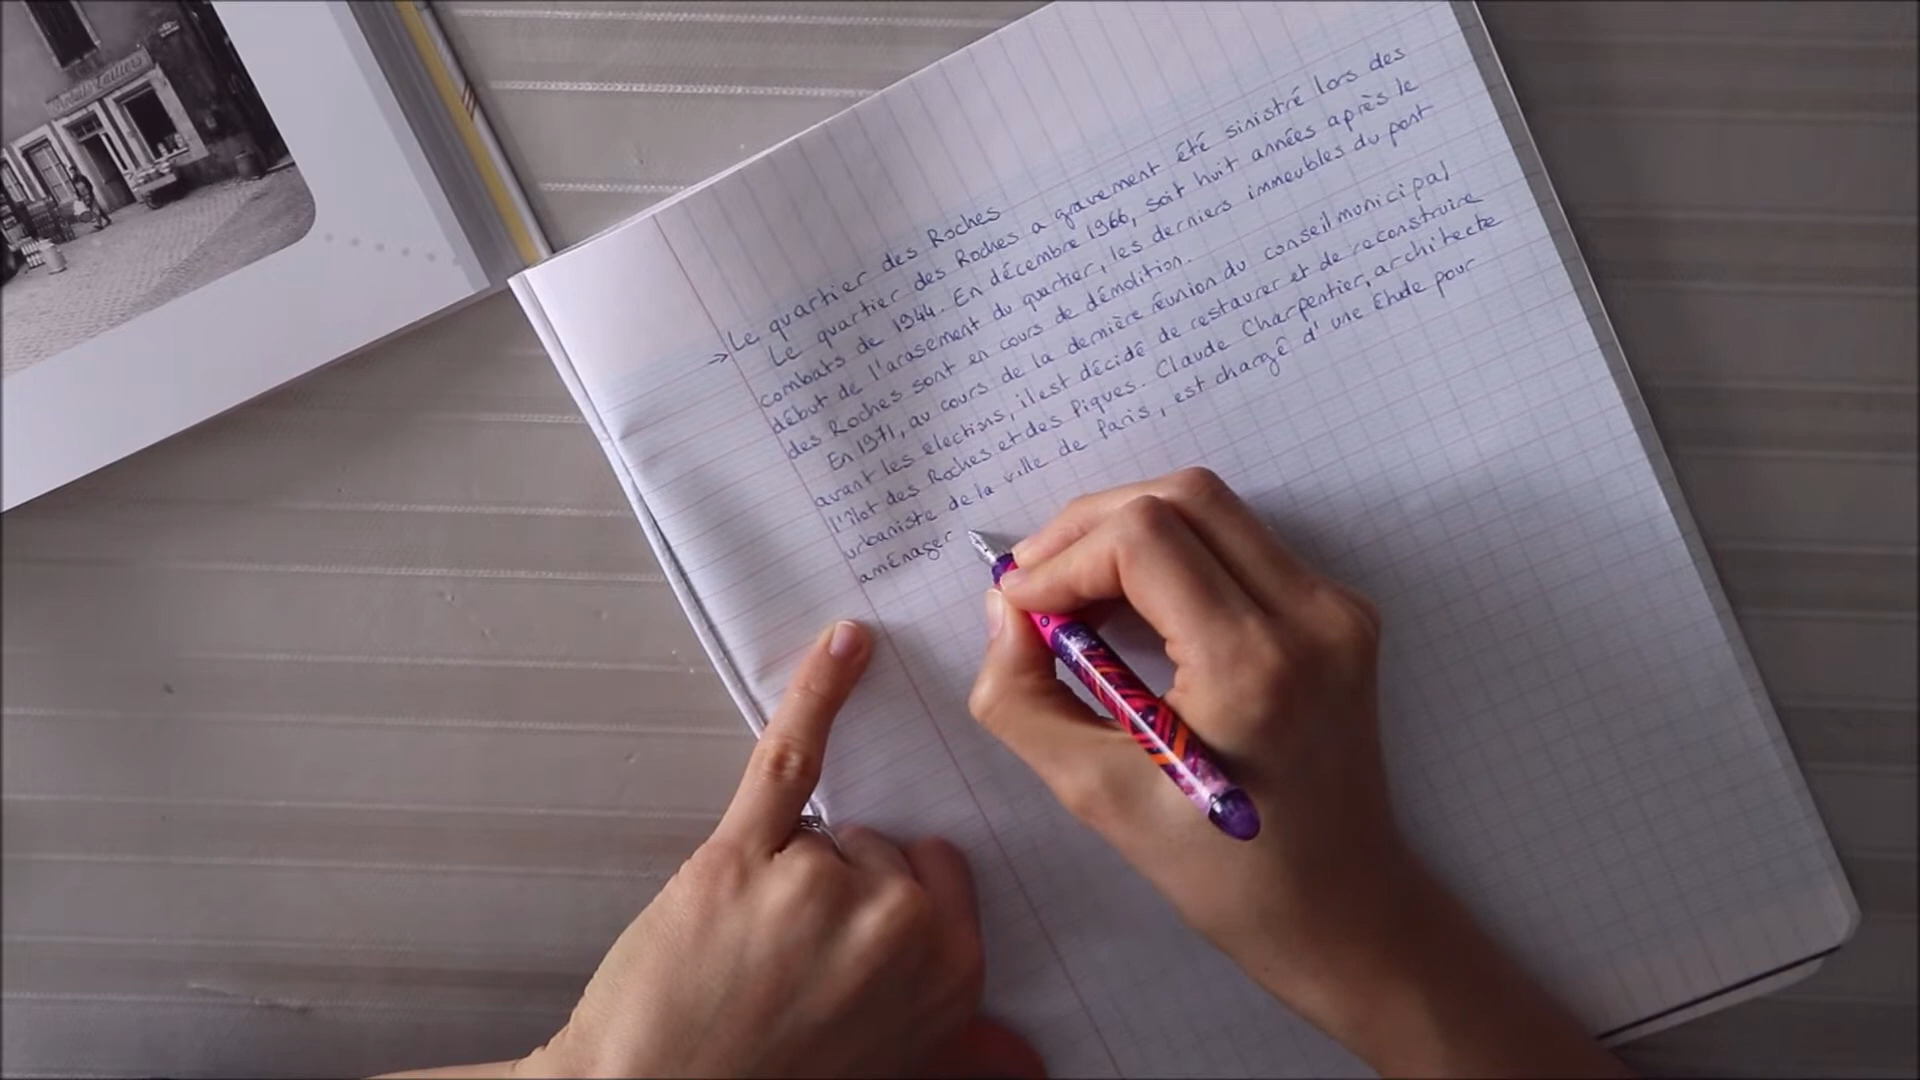 Le quartier des Roches
Le quartier des Roches a gravement été sinistré lors des
combats de 1944. En décembre 1966, soit huit années après le
début de l'arasement du quartier, les derniers immeubles du pont
des Roches sont en cours de démolition.
En 1971, au cours de la dernière réunion du conseil municipal
avant les élections, il est décidé de restaurer et de reconstruire
l'îlot des Roches et des Piques. Claude Charpentier, architecte
urbaniste de la ville de Paris, est chargé d'une étude pour
aménager